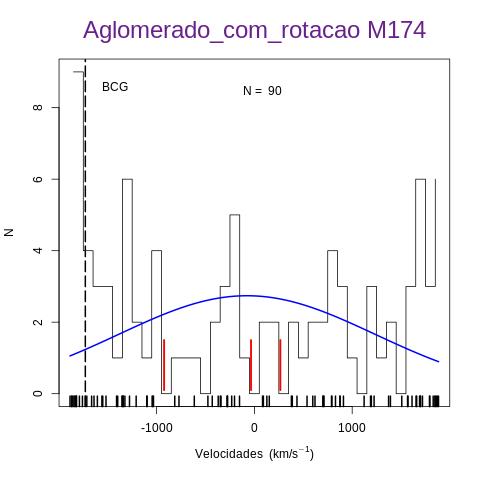 Aglomerado_com_rotacao M174
BCG
N = 90
8
6
4
2
0
N
-1000 0 1000
Velocidades (km/s⁻¹)